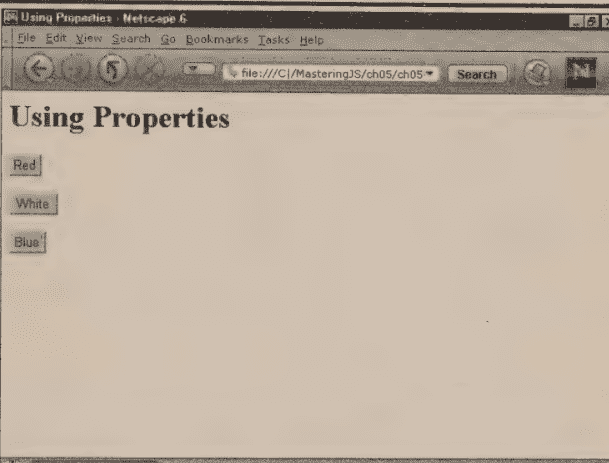 Using Properties - Netscape 6
File Edit View Search Go Bookmarks Tasks Help
file:///C|/MasteringJS/ch05/ch05 Search N
Using Properties
Red
White
Blue